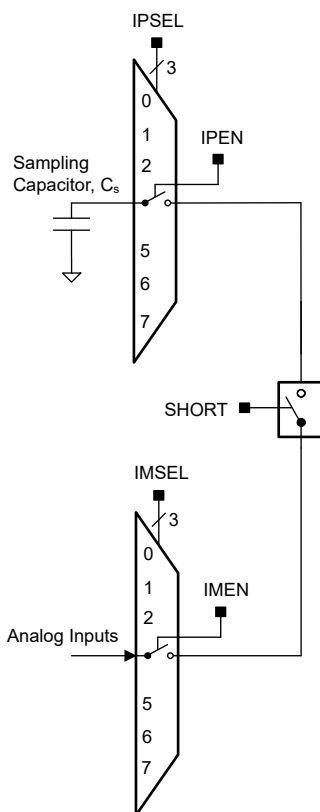 IPSEL
3
0
1
IPEN
2
Sampling
Capacitor, Cₛ
5
6
7
SHORT
IMSEL
3
0
1
IMEN
2
Analog Inputs
5
6
7